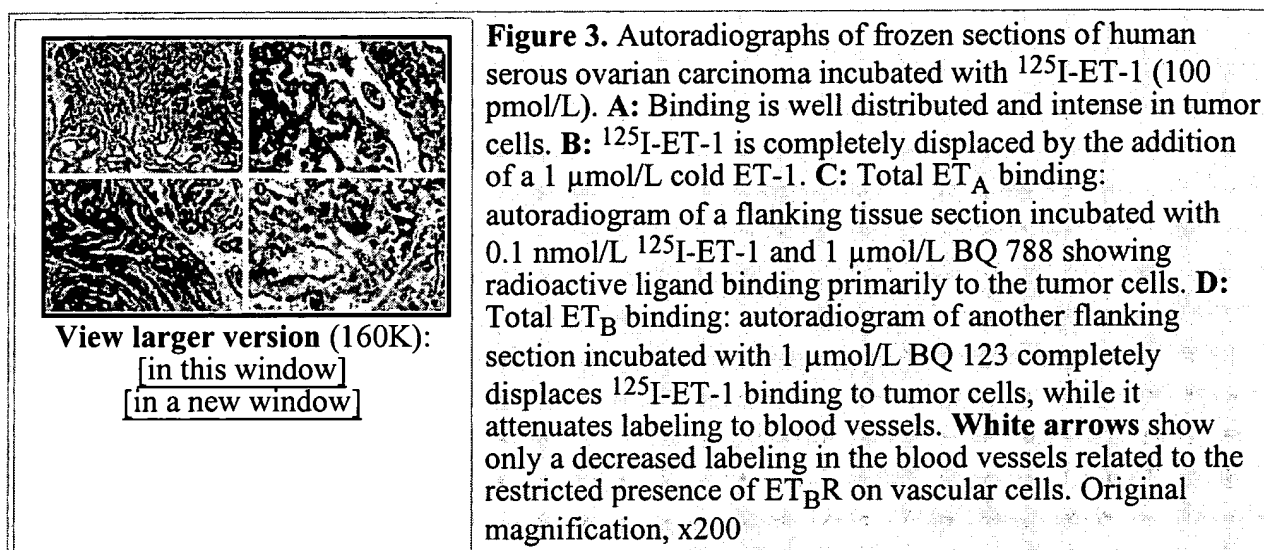 Figure 3. Autoradiographs of frozen sections of human
serous ovarian carcinoma incubated with ¹²⁵I-ET-1 (100
pmol/L). A: Binding is well distributed and intense in tumor
cells. B: ¹²⁵I-ET-1 is completely displaced by the addition
of a 1 µmol/L cold ET-1. C: Total ET_A binding:
autoradiogram of a flanking tissue section incubated with
0.1 nmol/L ¹²⁵I-ET-1 and 1 µmol/L BQ 788 showing
radioactive ligand binding primarily to the tumor cells. D:
Total ET_B binding: autoradiogram of another flanking
section incubated with 1 µmol/L BQ 123 completely
displaces ¹²⁵I-ET-1 binding to tumor cells, while it
attenuates labeling to blood vessels. White arrows show
only a decreased labeling in the blood vessels related to the
restricted presence of ET_BR on vascular cells. Original
magnification, x200
View larger version (160K):
[in this window]
[in a new window]